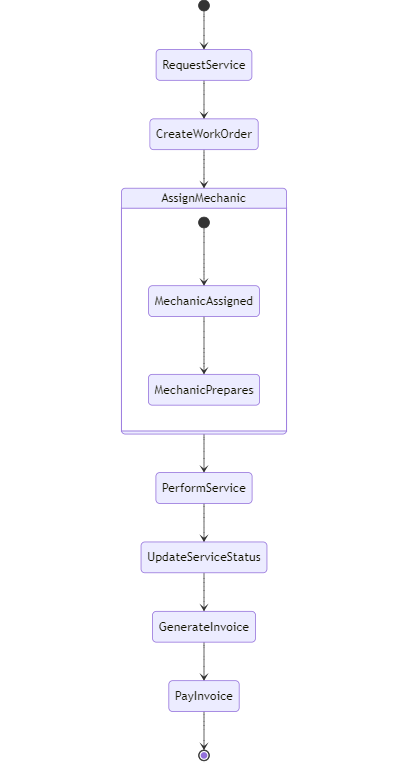 RequestService
CreateWorkOrder
AssignMechanic
MechanicAssigned
MechanicPrepares
PerformService
UpdateServiceStatus
GenerateInvoice
PayInvoice